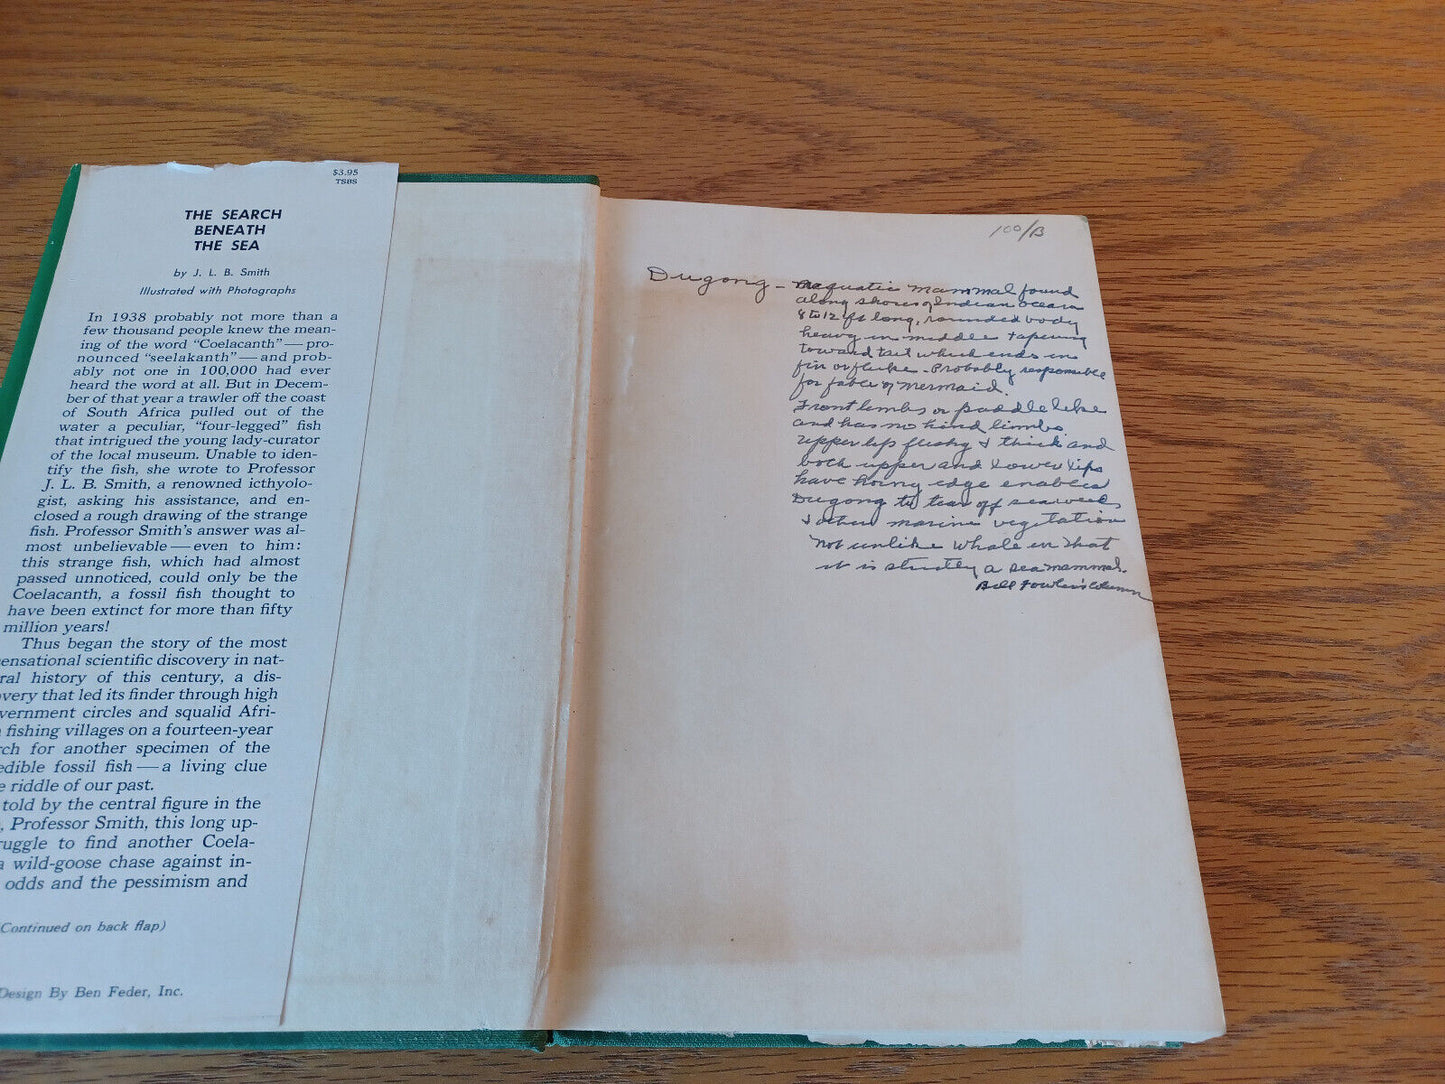 $3.95
TSBS
THE SEARCH
BENEATH
THE SEA
by J. L. B. Smith
Illustrated with Photographs
In 1938 probably not more than a
few thousand people knew the mean-
ing of the word “Coelacanth” — pro-
nounced “seelakanth” — and prob-
ably not one in 100,000 had ever
heard the word at all. But in Decem-
ber of that year a trawler off the coast
of South Africa pulled out of the
water a peculiar, “four-legged” fish
that intrigued the young lady-curator
of the local museum. Unable to iden-
tify the fish, she wrote to Professor
J. L. B. Smith, a renowned icthyolo-
gist, asking his assistance, and en-
closed a rough drawing of the strange
fish. Professor Smith's answer was al-
most unbelievable — even to him:
this strange fish, which had almost
passed unnoticed, could only be the
Coelacanth, a fossil fish thought to
have been extinct for more than fifty
million years!
Thus began the story of the most
ensational scientific discovery in nat-
ral history of this century, a dis-
overy that led its finder through high
vernment circles and squalid Afri-
fishing villages on a fourteen-year
rch for another specimen of the
edible fossil fish — a living clue
e riddle of our past.
told by the central figure in the
, Professor Smith, this long up-
ruggle to find another Coela-
a wild-goose chase against in-
odds and the pessimism and
(Continued on back flap)
Design By Ben Feder, Inc.
100/B
Dugong - aquatic mammal found
along shores of Indian Ocean
8 to 12 ft long, rounded body
heavy in middle tapering
toward tail which ends in
fin or fluke - Probably responsible
for fable of mermaid.
Front limbs or paddle like
and has no hind limbs
upper lip fleshy & thick and
both upper and lower lips
have horny edge enables
Dugong to tear off seaweeds
& other marine vegitation
not unlike whale in that
it is strictly a sea mammal.
Bill Fowler's Column